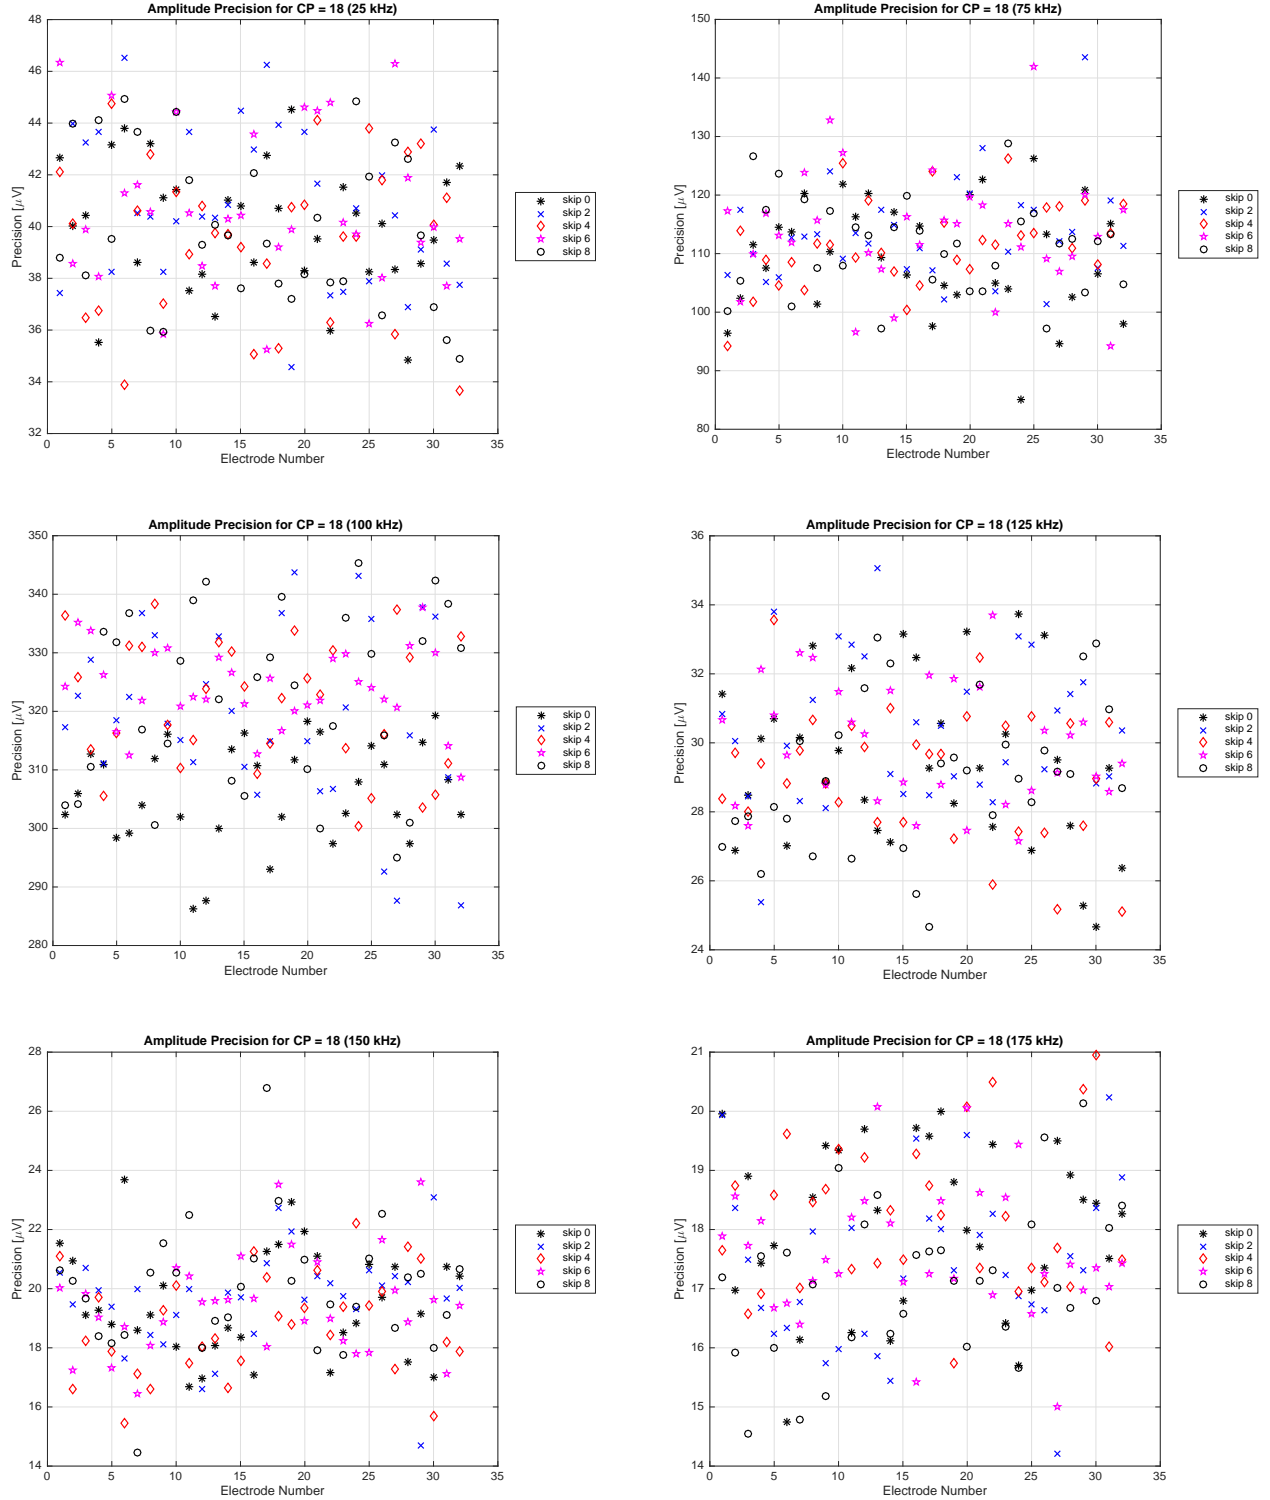 Amplitude Precision for CP = 18 (25 kHz)
Precision [µV]
48
46
44
42
40
38
36
34
32
0 5 10 15 20 25 30 35
Electrode Number
skip 0
skip 2
skip 4
skip 6
skip 8
Amplitude Precision for CP = 18 (75 kHz)
Precision [µV]
150
140
130
120
110
100
90
80
0 5 10 15 20 25 30 35
Electrode Number
skip 0
skip 2
skip 4
skip 6
skip 8
Amplitude Precision for CP = 18 (100 kHz)
Precision [µV]
350
340
330
320
310
300
290
280
0 5 10 15 20 25 30 35
Electrode Number
skip 0
skip 2
skip 4
skip 6
skip 8
Amplitude Precision for CP = 18 (125 kHz)
Precision [µV]
36
34
32
30
28
26
24
0 5 10 15 20 25 30 35
Electrode Number
skip 0
skip 2
skip 4
skip 6
skip 8
Amplitude Precision for CP = 18 (150 kHz)
Precision [µV]
28
26
24
22
20
18
16
14
0 5 10 15 20 25 30 35
Electrode Number
skip 0
skip 2
skip 4
skip 6
skip 8
Amplitude Precision for CP = 18 (175 kHz)
Precision [µV]
21
20
19
18
17
16
15
14
0 5 10 15 20 25 30 35
Electrode Number
skip 0
skip 2
skip 4
skip 6
skip 8